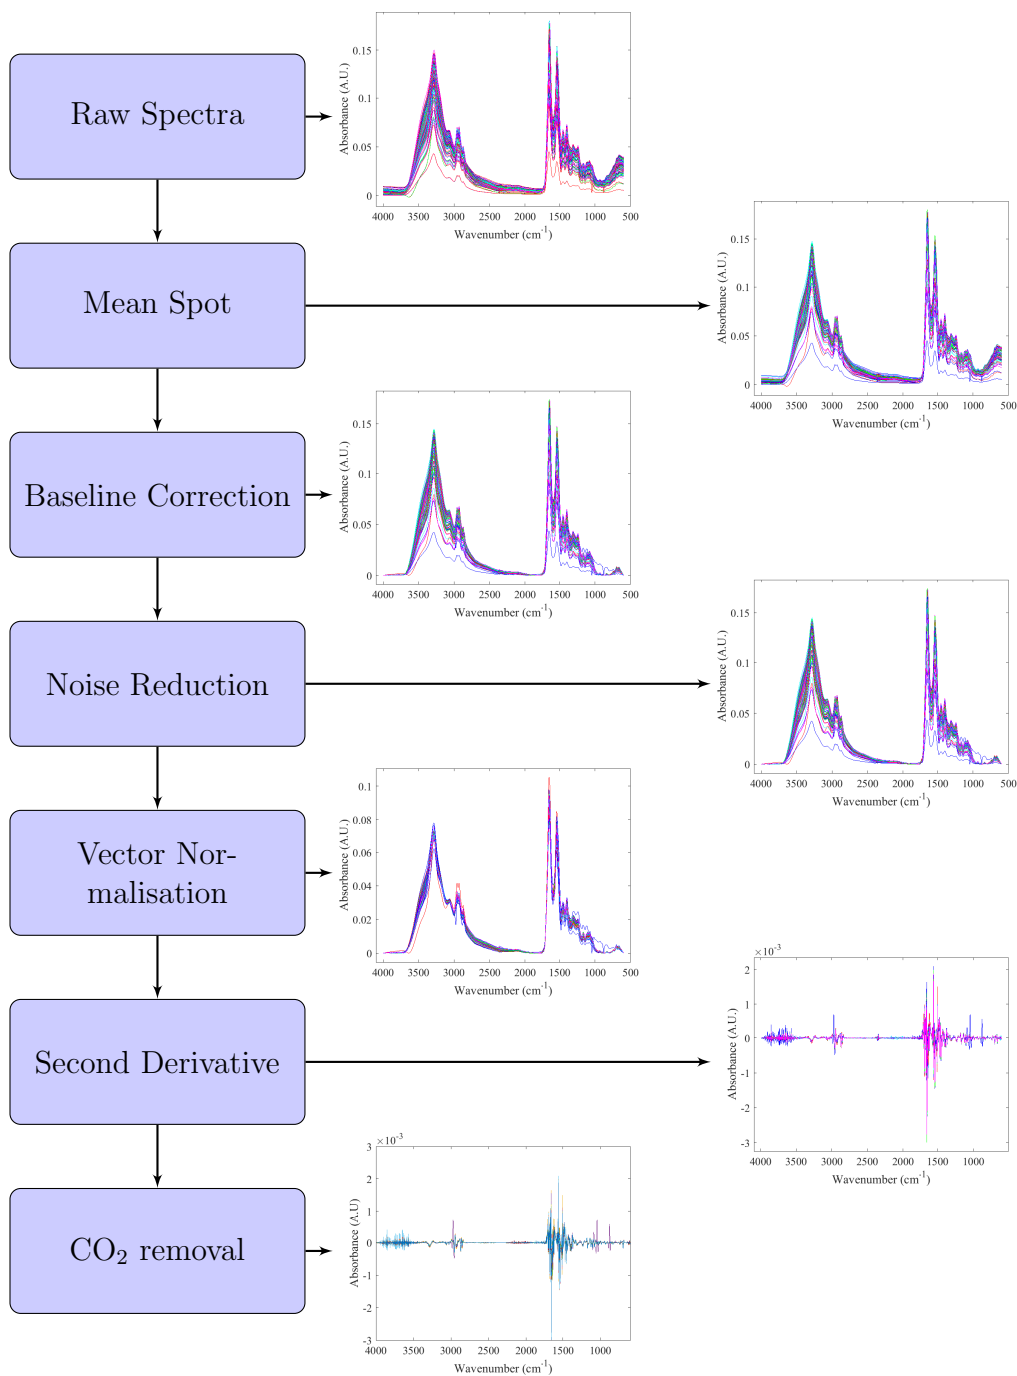 Raw Spectra
0.15
0.1
0.05
0
Absorbance (A.U.)
4000 3500 3000 2500 2000 1500 1000 500
Wavenumber (cm⁻¹)
Mean Spot
0.15
0.1
0.05
0
Absorbance (A.U.)
4000 3500 3000 2500 2000 1500 1000 500
Wavenumber (cm⁻¹)
Baseline Correction
0.15
0.1
0.05
0
Absorbance (A.U.)
4000 3500 3000 2500 2000 1500 1000 500
Wavenumber (cm⁻¹)
Noise Reduction
0.15
0.1
0.05
0
Absorbance (A.U.)
4000 3500 3000 2500 2000 1500 1000 500
Wavenumber (cm⁻¹)
Vector Nor-
malisation
0.1
0.08
0.06
0.04
0.02
0
Absorbance (A.U.)
4000 3500 3000 2500 2000 1500 1000 500
Wavenumber (cm⁻¹)
Second Derivative
×10⁻³
2
1
0
-1
-2
-3
Absorbance (A.U.)
4000 3500 3000 2500 2000 1500 1000
Wavenumber (cm⁻¹)
CO₂ removal
×10⁻³
3
2
1
0
-1
-2
-3
Absorbance (A.U)
4000 3500 3000 2500 2000 1500 1000
Wavenumber (cm⁻¹)